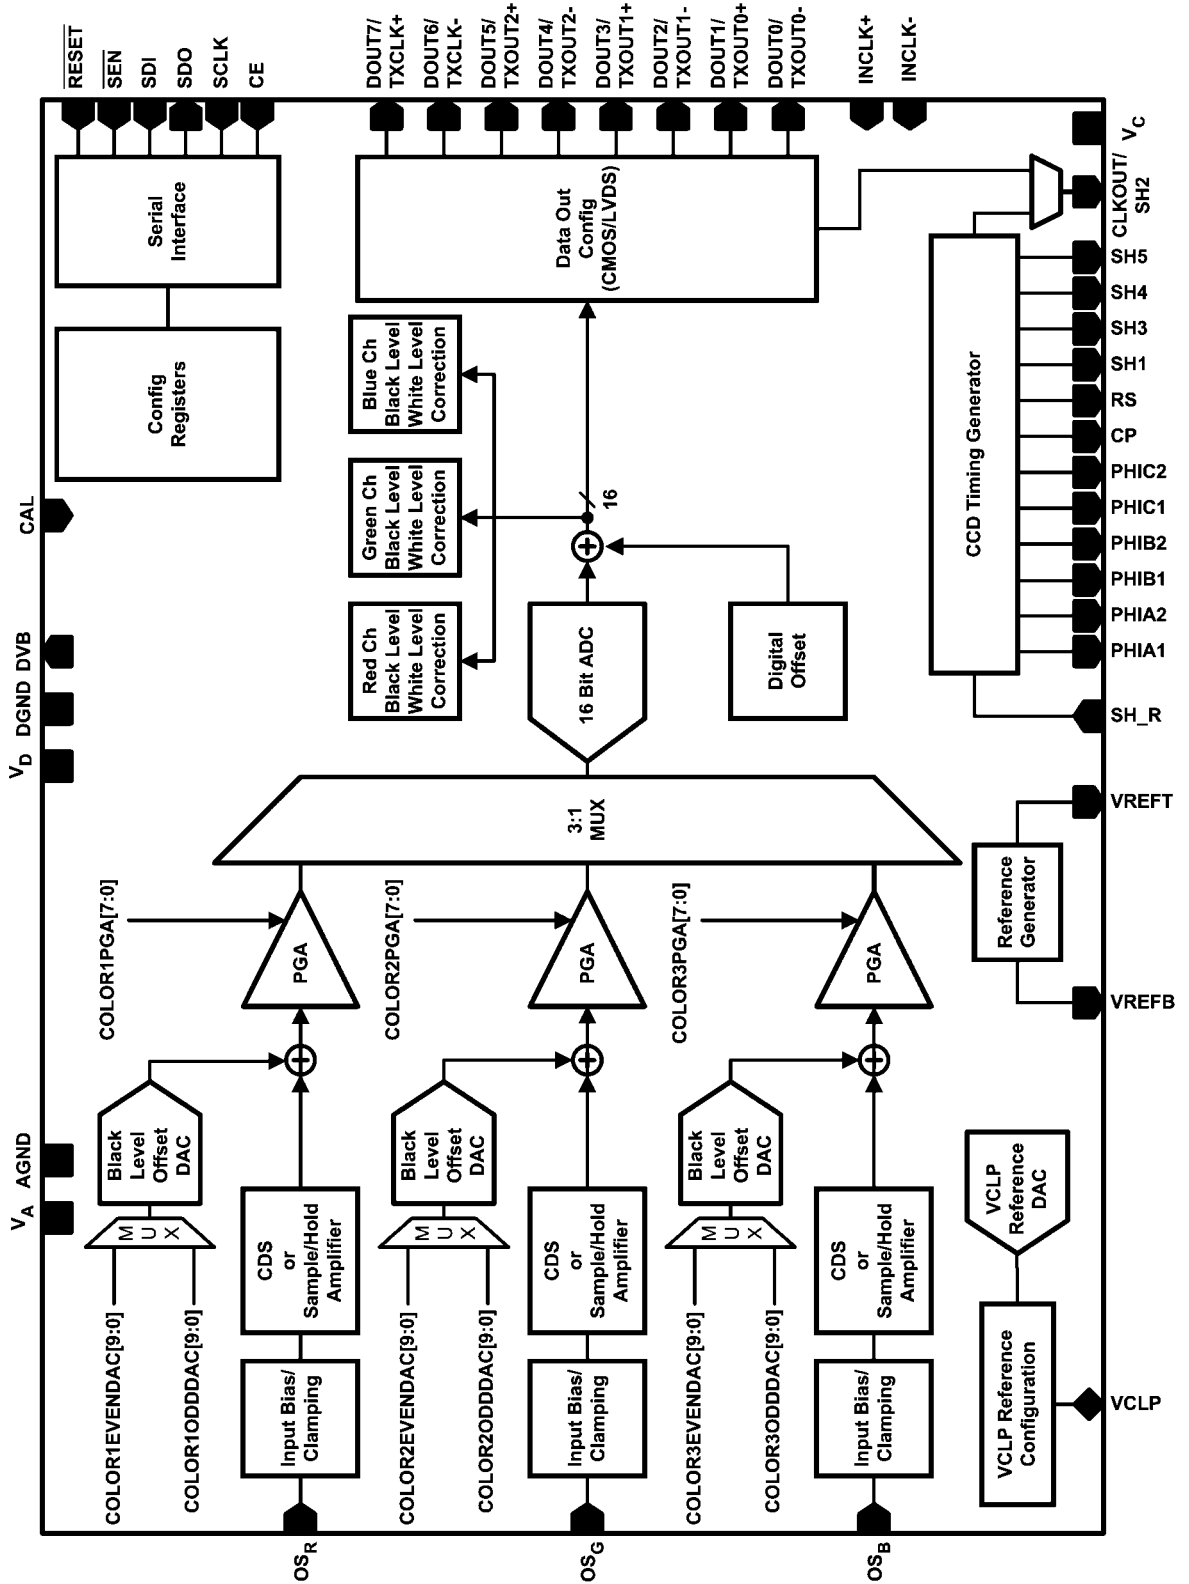 RESET
SEN
SDI
SDO
SCLK
CE
DOUT7/
TXCLK+
DOUT6/
TXCLK-
DOUT5/
TXOUT2+
DOUT4/
TXOUT2-
DOUT3/
TXOUT1+
DOUT2/
TXOUT1-
DOUT1/
TXOUT0+
DOUT0/
TXOUT0-
INCLK+
INCLK-
VC
CLKOUT/
SH2
SH5
SH4
SH3
SH1
RS
CP
PHIC2
PHIC1
PHIB2
PHIB1
PHIA2
PHIA1
SH_R
VREFT
VREFB
VCLP
CAL
DVB
DGND
VD
AGND
VA
Serial
Interface
Config
Registers
Data Out
Config
(CMOS/LVDS)
Blue Ch
Black Level
White Level
Correction
Green Ch
Black Level
White Level
Correction
Red Ch
Black Level
White Level
Correction
16
16 Bit ADC
Digital
Offset
CCD Timing Generator
3:1
MUX
Reference
Generator
COLOR1PGA[7:0]
PGA
COLOR2PGA[7:0]
PGA
COLOR3PGA[7:0]
PGA
Black
Level
Offset
DAC
Black
Level
Offset
DAC
Black
Level
Offset
DAC
MUX
MUX
MUX
CDS
or
Sample/Hold
Amplifier
CDS
or
Sample/Hold
Amplifier
CDS
or
Sample/Hold
Amplifier
VCLP
Reference
DAC
COLOR1EVENDAC[9:0]
COLOR1ODDDAC[9:0]
COLOR2EVENDAC[9:0]
COLOR2ODDDAC[9:0]
COLOR3EVENDAC[9:0]
COLOR3ODDDAC[9:0]
Input Bias/
Clamping
Input Bias/
Clamping
Input Bias/
Clamping
VCLP Reference
Configuration
OSR
OSG
OSB